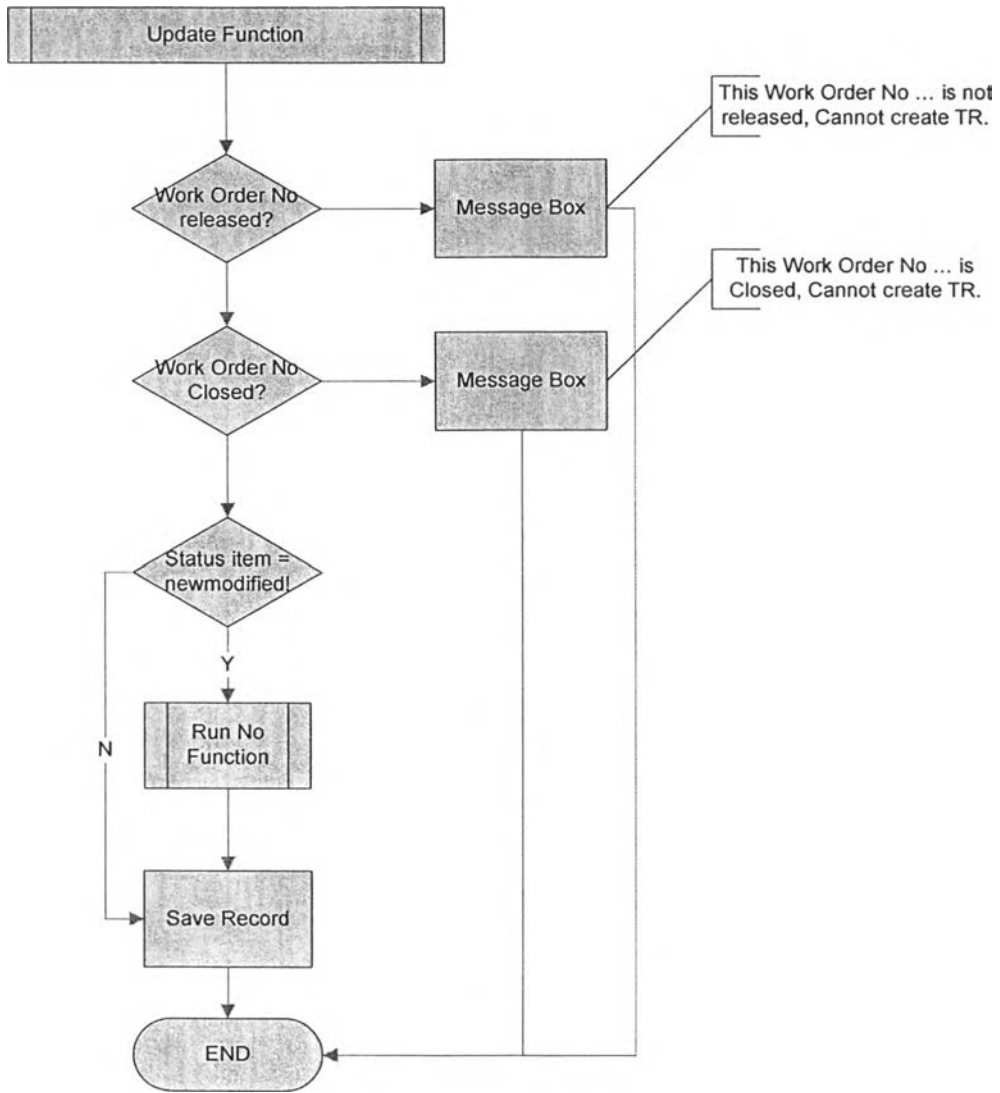 Update Function
This Work Order No ... is not
released, Cannot create TR.
Work Order No
released?
Message Box
This Work Order No ... is
Closed, Cannot create TR.
Work Order No
Closed?
Message Box
Status item =
newmodified!
Y
Run No
Function
N
Save Record
END